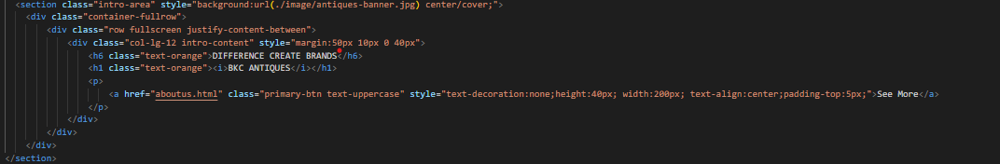 <section class="intro-area" style="background:url(./image/antiques-banner.jpg) center/cover;">
<div class="container-fullrow">
<div class="row fullscreen justify-content-between">
<div class="col-lg-12 intro-content" style="margin:50px 10px 0 40px">
<h6 class="text-orange">DIFFERENCE CREATE BRANDS</h6>
<h1 class="text-orange"><i>BKC ANTIQUES</i></h1>
<p>
<a href="aboutus.html" class="primary-btn text-uppercase" style="text-decoration:none;height:40px; width:200px; text-align:center;padding-top:5px;">See More</a>
</p>
</div>
</div>
</div>
</section>